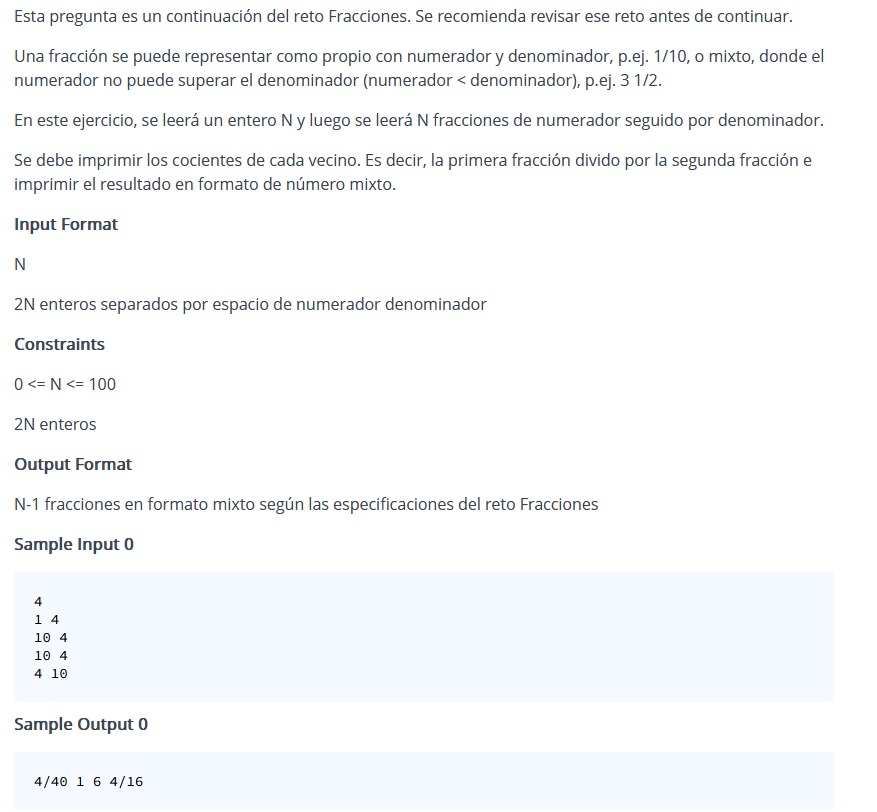 Esta pregunta es un continuación del reto Fracciones. Se recomienda revisar ese reto antes de continuar.
Una fracción se puede representar como propio con numerador y denominador, p.ej. 1/10, o mixto, donde el
numerador no puede superar el denominador (numerador < denominador), p.ej. 3 1/2.
En este ejercicio, se leerá un entero N y luego se leerá N fracciones de numerador seguido por denominador.
Se debe imprimir los cocientes de cada vecino. Es decir, la primera fracción divido por la segunda fracción e
imprimir el resultado en formato de número mixto.
Input Format
N
2N enteros separados por espacio de numerador denominador
Constraints
0 <= N <= 100
2N enteros
Output Format
N-1 fracciones en formato mixto según las especificaciones del reto Fracciones
Sample Input 0
4
1 4
10 4
10 4
4 10
Sample Output 0
4/40 1 6 4/16